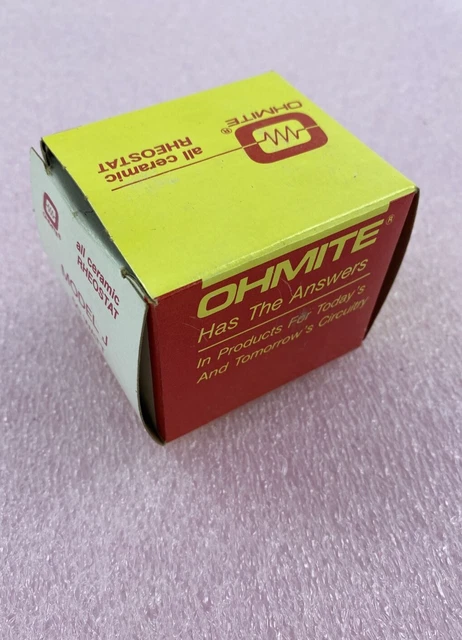 OHMITE®
all ceramic
RHEOSTAT
OHMITE®
Has The Answers
In Products For Today's
And Tomorrow's Circuitry
all ceramic
RHEOSTAT
MODEL J